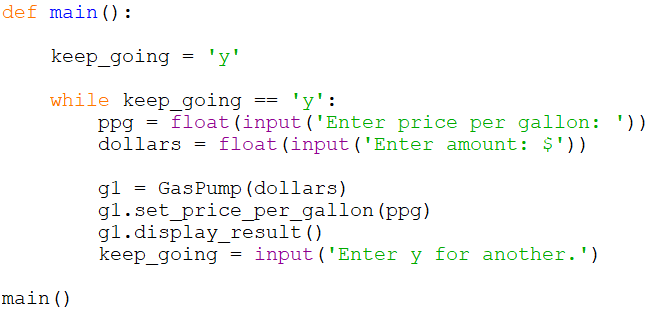 def main():
keep_going = 'y'
while keep_going == 'y':
ppg = float(input('Enter price per gallon: '))
dollars = float(input('Enter amount: $'))
g1 = GasPump(dollars)
g1.set_price_per_gallon(ppg)
g1.display_result()
keep_going = input('Enter y for another.')
main()